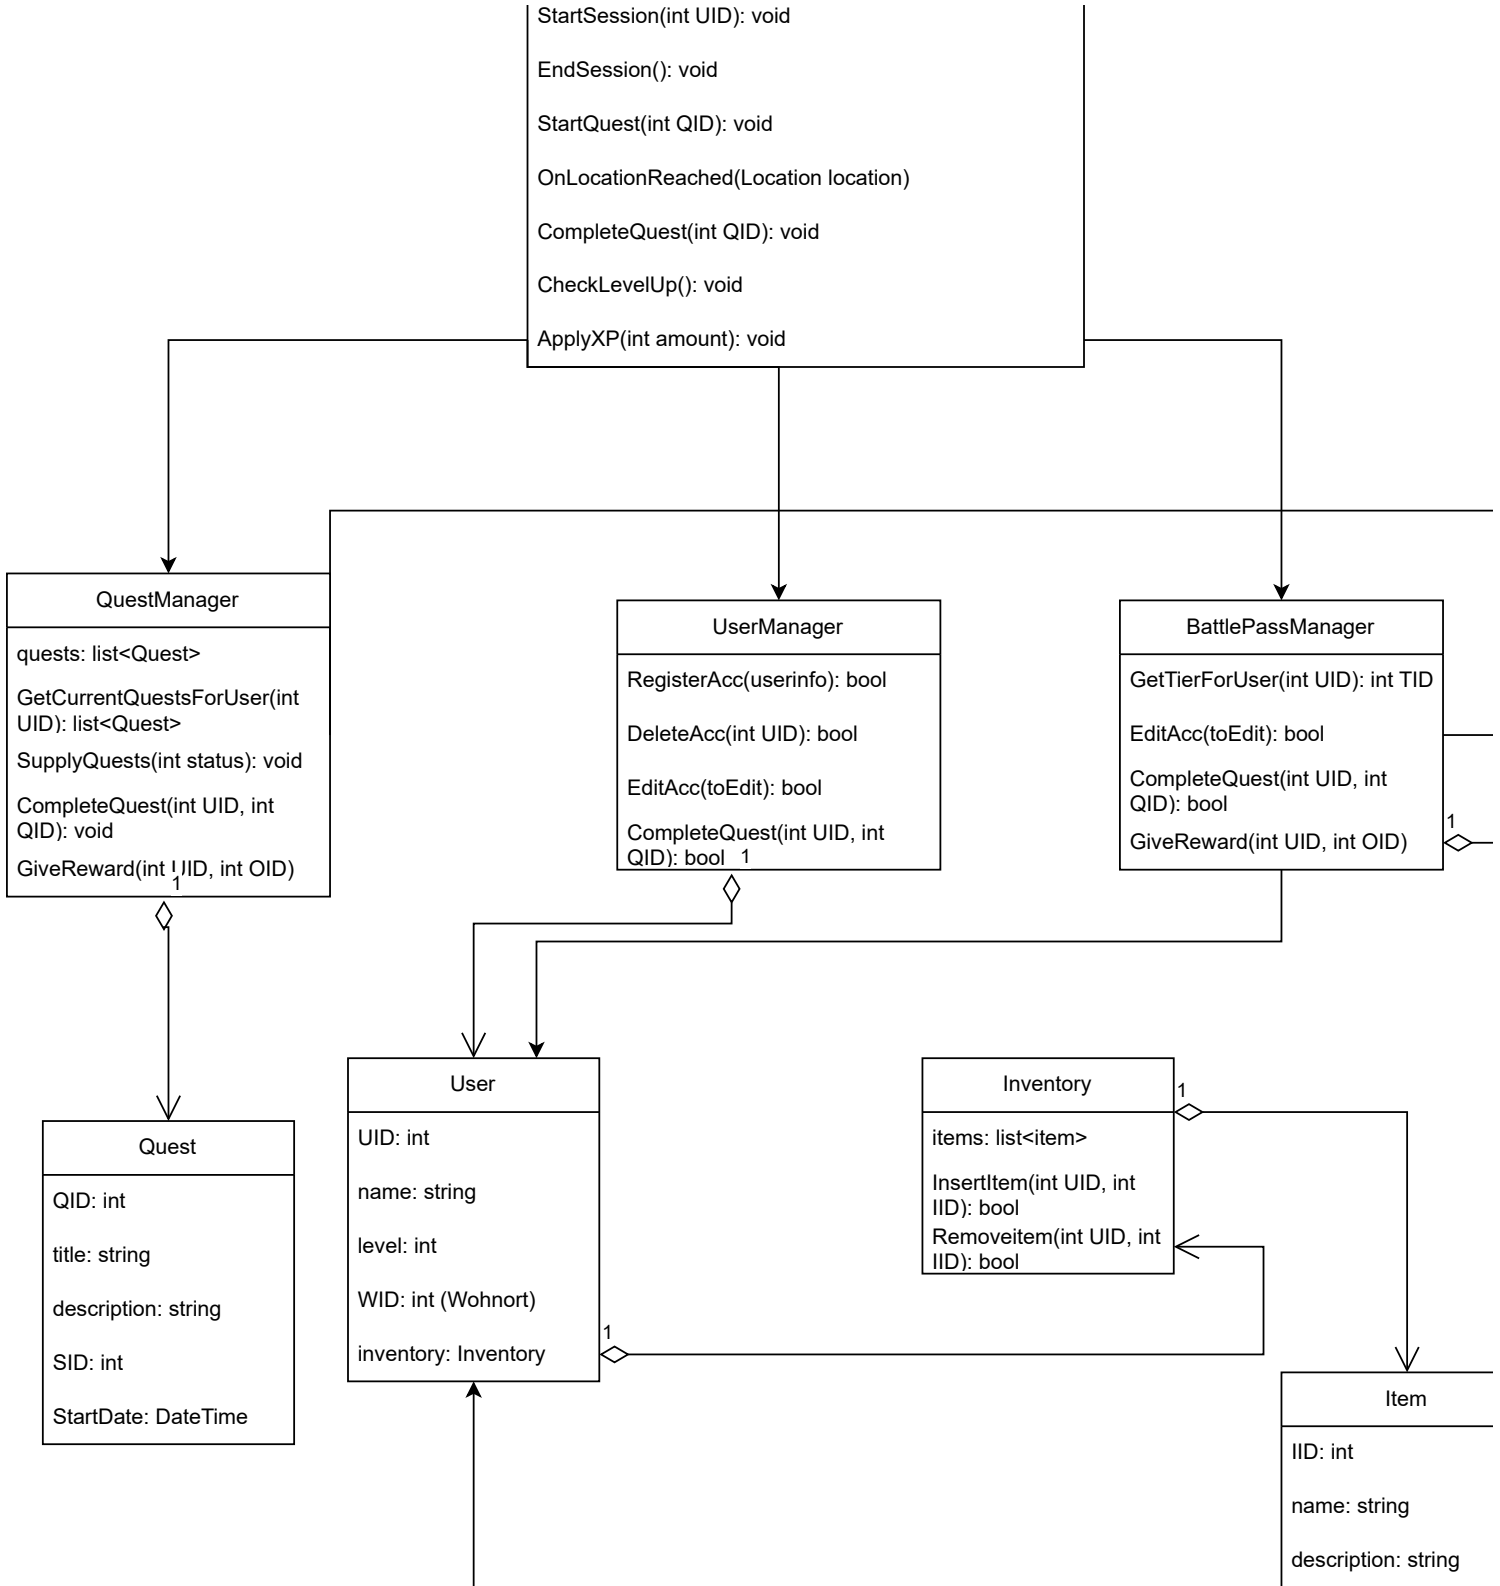 StartSession(int UID): void
EndSession(): void
StartQuest(int QID): void
OnLocationReached(Location location)
CompleteQuest(int QID): void
CheckLevelUp(): void
ApplyXP(int amount): void
QuestManager
quests: list<Quest>
GetCurrentQuestsForUser(int
UID): list<Quest>
SupplyQuests(int status): void
CompleteQuest(int UID, int
QID): void
GiveReward(int UID, int OID)
1
UserManager
RegisterAcc(userinfo): bool
DeleteAcc(int UID): bool
EditAcc(toEdit): bool
CompleteQuest(int UID, int
QID): bool
1
BattlePassManager
GetTierForUser(int UID): int TID
EditAcc(toEdit): bool
CompleteQuest(int UID, int
QID): bool
GiveReward(int UID, int OID)
1
User
UID: int
name: string
level: int
WID: int (Wohnort)
inventory: Inventory
1
Inventory
items: list<item>
InsertItem(int UID, int
IID): bool
Removeitem(int UID, int
IID): bool
1
Quest
QID: int
title: string
description: string
SID: int
StartDate: DateTime
Item
IID: int
name: string
description: string